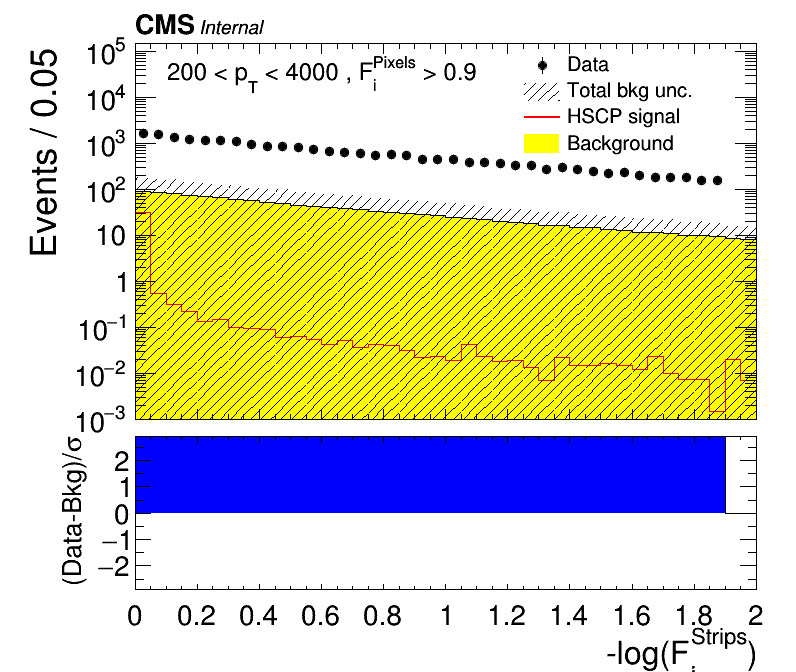 CMS Internal
200 < p_T < 4000 , F_i^Pixels > 0.9
Data
Total bkg unc.
HSCP signal
Background
Events / 0.05
10^5
10^4
10^3
10^2
10
1
10^−1
10^−2
10^−3
(Data-Bkg)/σ
2
1
0
−1
−2
0 0.2 0.4 0.6 0.8 1 1.2 1.4 1.6 1.8 2
-log(F_i^Strips)